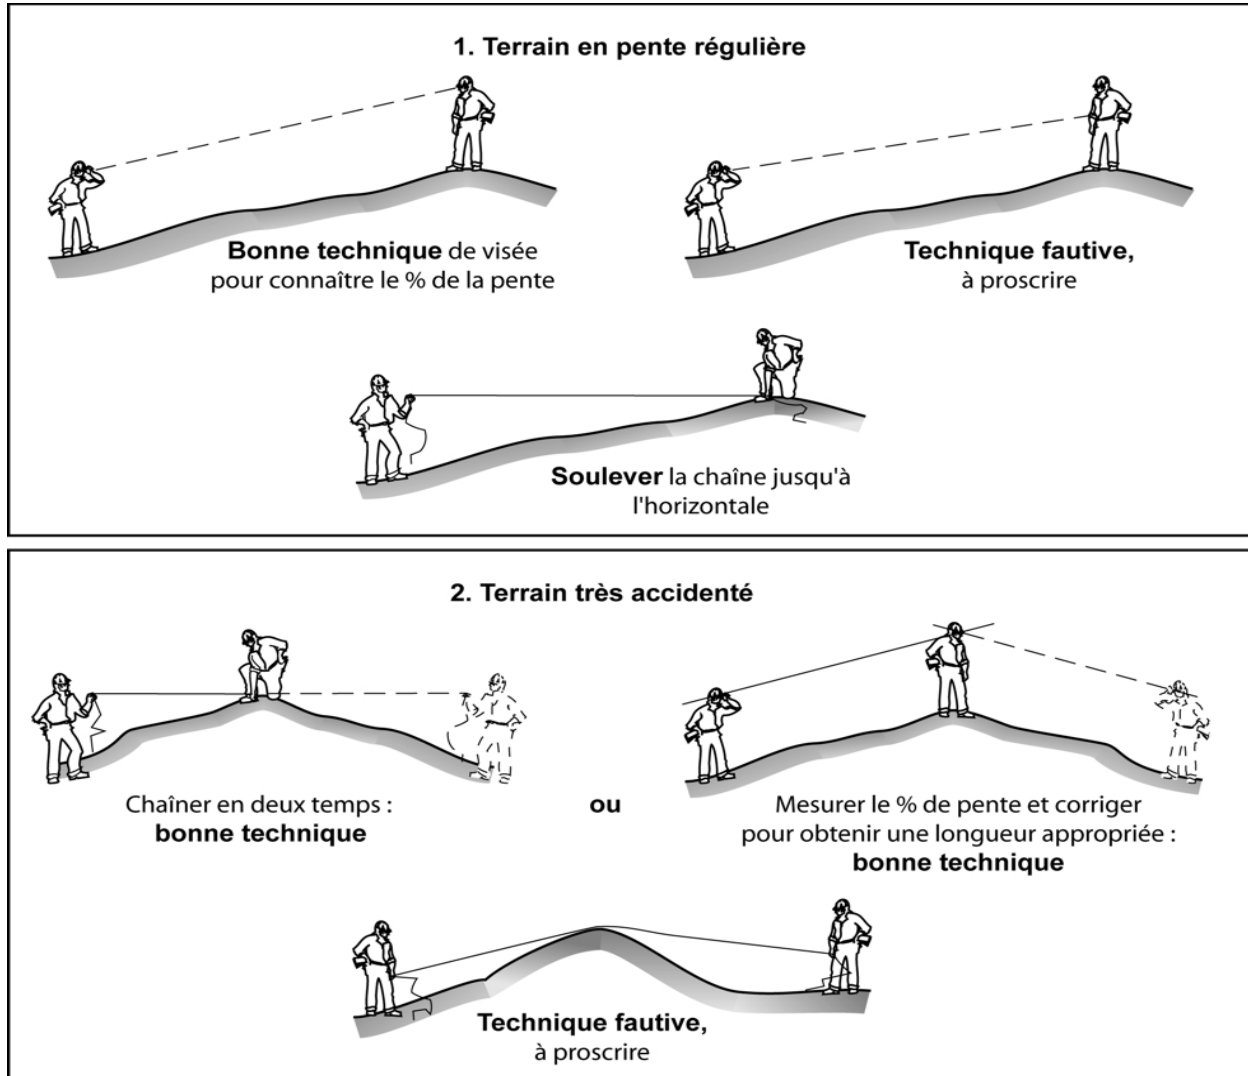 1. Terrain en pente régulière
Bonne technique de visée
pour connaître le % de la pente
Technique fautive,
à proscrire
Soulever la chaîne jusqu'à
l'horizontale
2. Terrain très accidenté
Chaîner en deux temps :
bonne technique
ou
Mesurer le % de pente et corriger
pour obtenir une longueur appropriée :
bonne technique
Technique fautive,
à proscrire